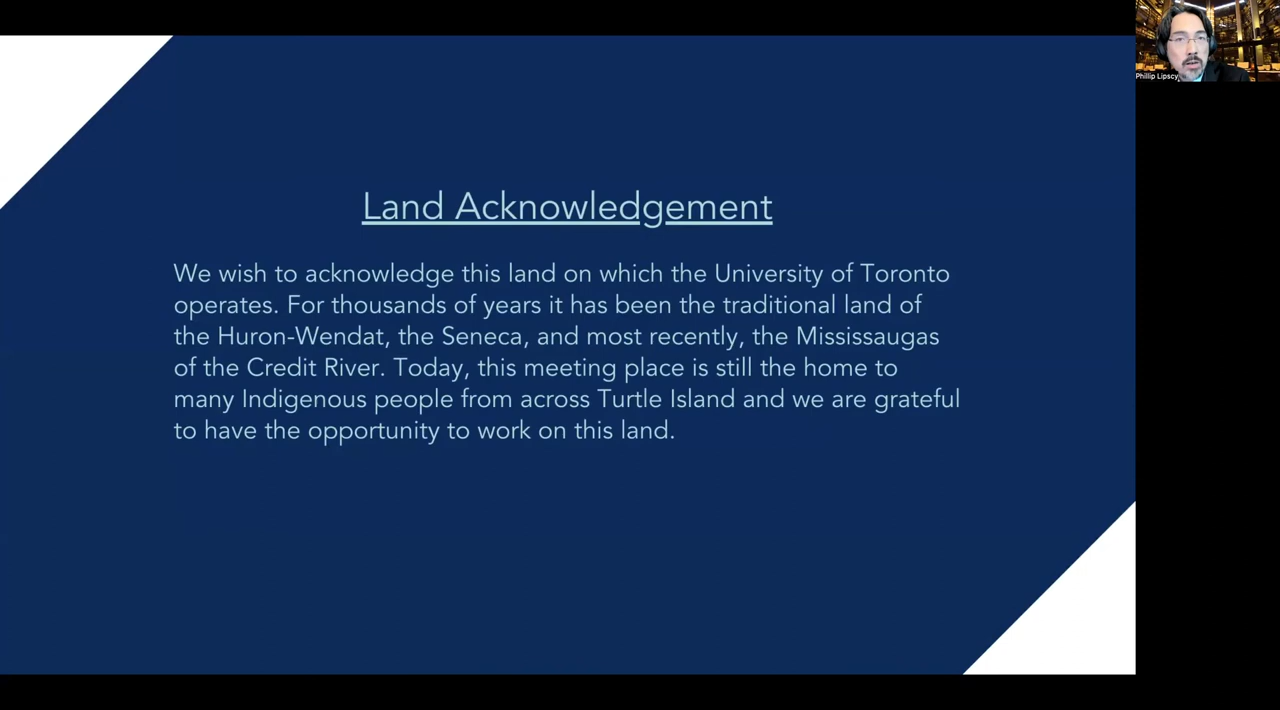 Phillip Lipscy
Land Acknowledgement
We wish to acknowledge this land on which the University of Toronto
operates. For thousands of years it has been the traditional land of
the Huron-Wendat, the Seneca, and most recently, the Mississaugas
of the Credit River. Today, this meeting place is still the home to
many Indigenous people from across Turtle Island and we are grateful
to have the opportunity to work on this land.